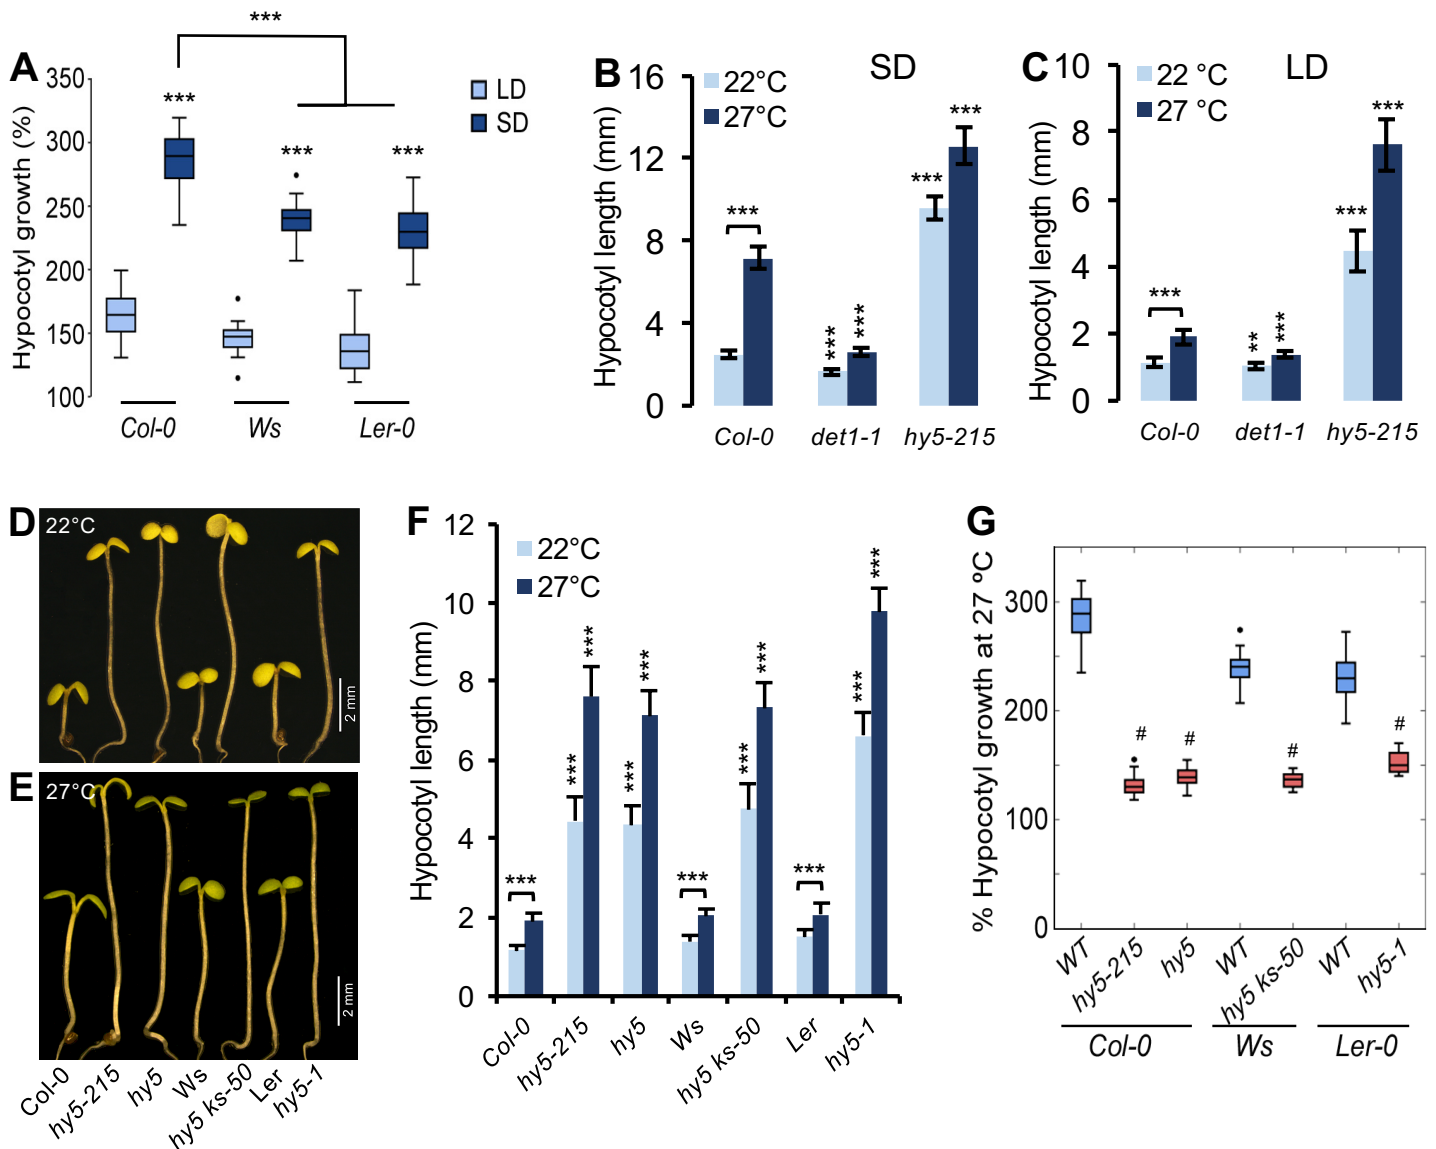 A
***
350
300
250
200
150
100
Hypocotyl growth (%)
***
***
***
LD
SD
Col-0
Ws
Ler-0
B
SD
16
12
8
4
0
Hypocotyl length (mm)
22°C
27°C
***
***
***
***
***
Col-0
det1-1
hy5-215
C
LD
10
8
6
4
2
0
Hypocotyl length (mm)
22 °C
27 °C
***
**
***
***
***
Col-0
det1-1
hy5-215
D
22°C
2 mm
E
27°C
2 mm
Col-0
hy5-215
hy5
Ws
hy5 ks-50
Ler
hy5-1
F
12
10
8
6
4
2
0
Hypocotyl length (mm)
22°C
27°C
***
***
***
***
***
***
***
***
***
***
***
Col-0
hy5-215
hy5
Ws
hy5 ks-50
Ler
hy5-1
G
% Hypocotyl growth at 27 ºC
300
200
100
0
#
#
#
#
WT
hy5-215
hy5
WT
hy5 ks-50
WT
hy5-1
Col-0
Ws
Ler-0